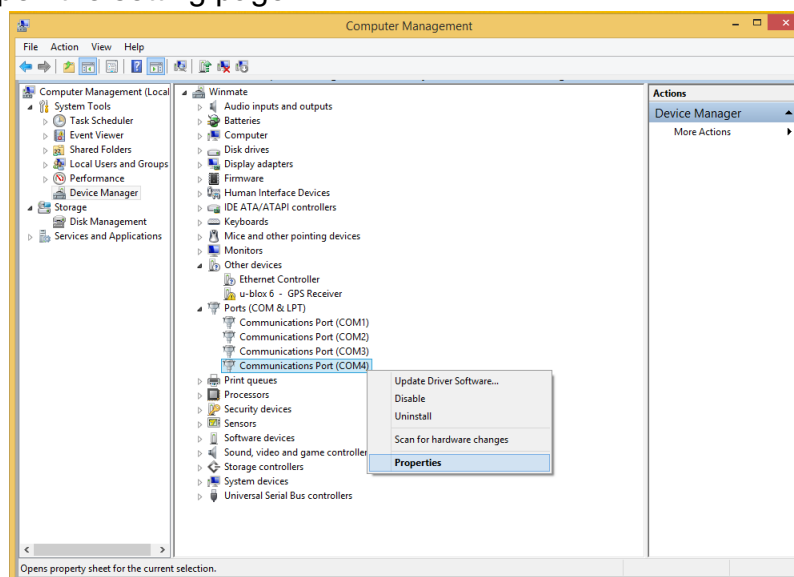 Computer Management
File Action View Help
Computer Management (Local
System Tools
Task Scheduler
Event Viewer
Shared Folders
Local Users and Groups
Performance
Device Manager
Storage
Disk Management
Services and Applications
Winmate
Audio inputs and outputs
Batteries
Computer
Disk drives
Display adapters
Firmware
Human Interface Devices
IDE ATA/ATAPI controllers
Keyboards
Mice and other pointing devices
Monitors
Other devices
Ethernet Controller
u-blox 6 - GPS Receiver
Ports (COM & LPT)
Communications Port (COM1)
Communications Port (COM2)
Communications Port (COM3)
Communications Port (COM4)
Print queues
Processors
Security devices
Sensors
Software devices
Sound, video and game controller
Storage controllers
System devices
Universal Serial Bus controllers
Update Driver Software...
Disable
Uninstall
Scan for hardware changes
Properties
Actions
Device Manager
More Actions
Opens property sheet for the current selection.